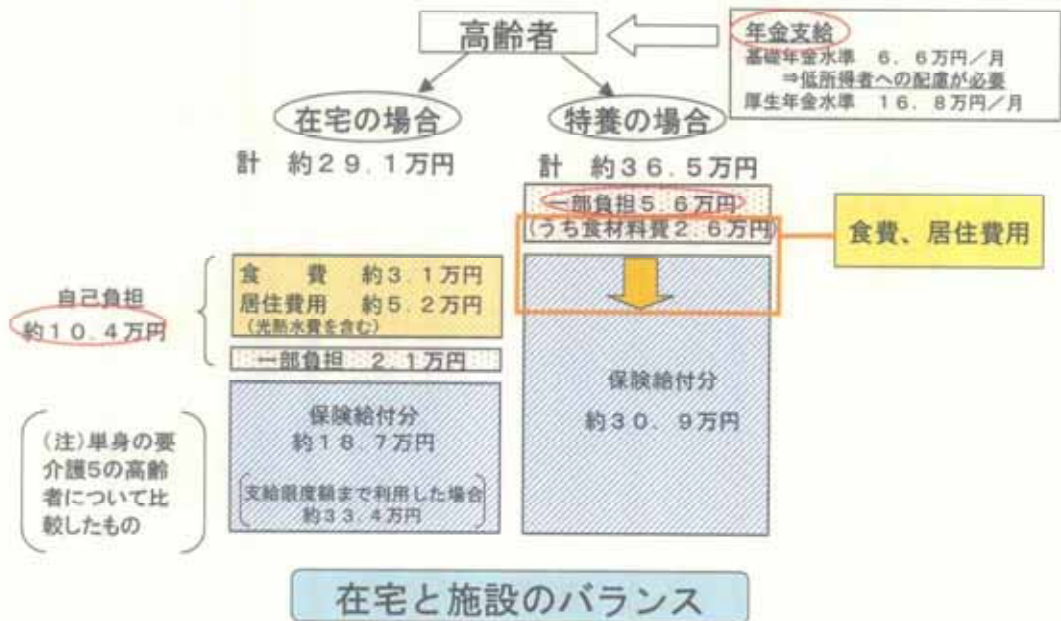 高齢者
年金支給
基礎年金水準　６．６万円／月
⇒低所得者への配慮が必要
厚生年金水準　１６．８万円／月
在宅の場合
特養の場合
計　約２９．１万円
計　約３６．５万円
一部負担５．６万円
(うち食材料費２．６万円)
食費、居住費用
食　　費　約３．１万円
居住費用　約５．２万円
(光熱水費を含む)
自己負担
約１０．４万円
一部負担　２．１万円
保険給付分
約１８．７万円
支給限度額まで利用した場合
約３３．４万円
保険給付分
約３０．９万円
(注)単身の要
介護5の高齢
者について比
較したもの
在宅と施設のバランス